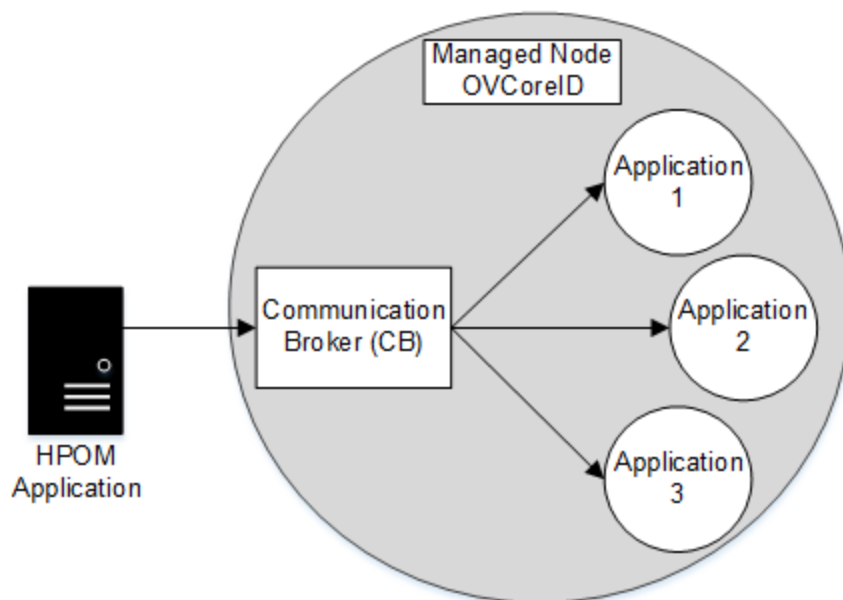 Managed Node
OVCoreID
Application
1
Communication
Broker (CB)
Application
2
HPOM
Application
Application
3